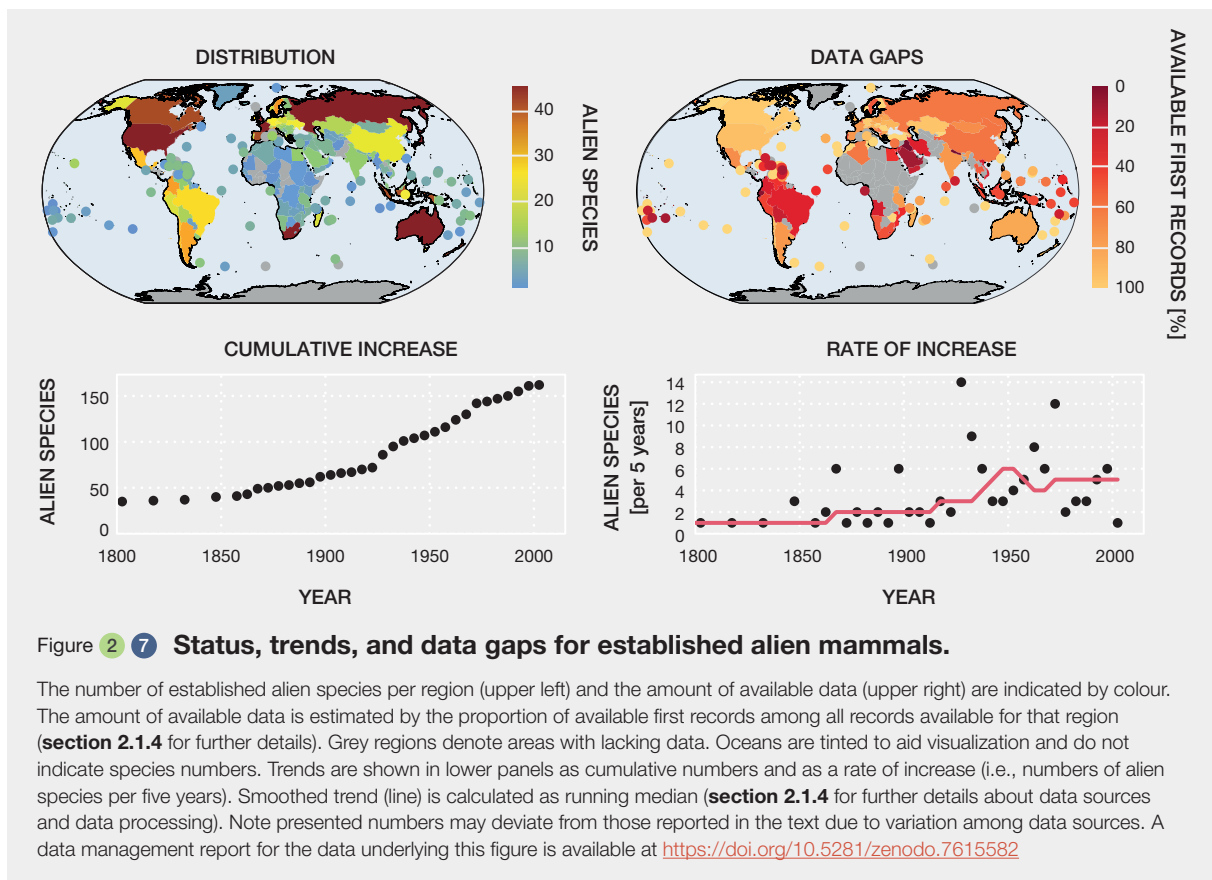 DISTRIBUTION
40
30
20
10
ALIEN SPECIES
DATA GAPS
0
20
40
60
80
100
AVAILABLE FIRST RECORDS [%]
CUMULATIVE INCREASE
ALIEN SPECIES
150
100
50
0
1800
1850
1900
1950
2000
YEAR
RATE OF INCREASE
ALIEN SPECIES
[per 5 years]
14
12
10
8
6
4
2
0
1800
1850
1900
1950
2000
YEAR
Figure 2 7 Status, trends, and data gaps for established alien mammals.
The number of established alien species per region (upper left) and the amount of available data (upper right) are indicated by colour.
The amount of available data is estimated by the proportion of available first records among all records available for that region
(section 2.1.4 for further details). Grey regions denote areas with lacking data. Oceans are tinted to aid visualization and do not
indicate species numbers. Trends are shown in lower panels as cumulative numbers and as a rate of increase (i.e., numbers of alien
species per five years). Smoothed trend (line) is calculated as running median (section 2.1.4 for further details about data sources
and data processing). Note presented numbers may deviate from those reported in the text due to variation among data sources. A
data management report for the data underlying this figure is available at https://doi.org/10.5281/zenodo.7615582